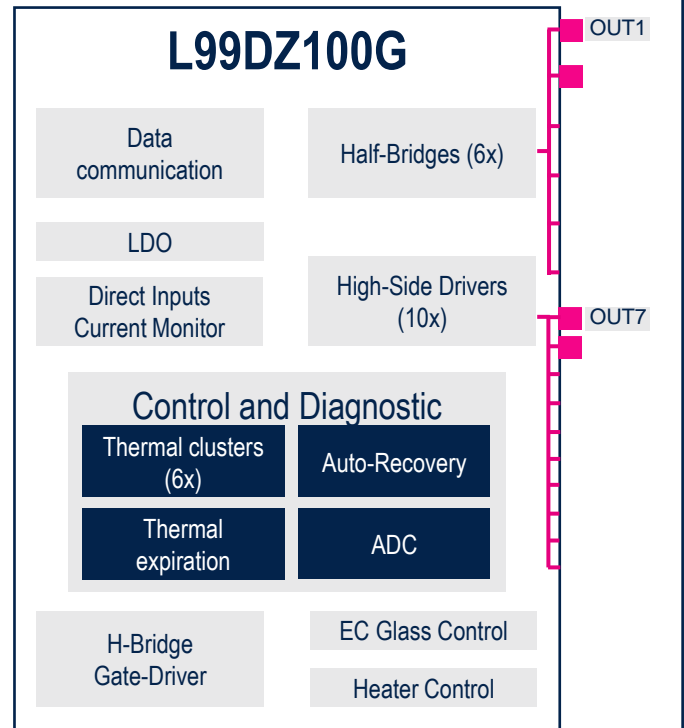 L99DZ100G
OUT1
Data
communication
Half-Bridges (6x)
LDO
Direct Inputs
Current Monitor
High-Side Drivers
(10x)
OUT7
Control and Diagnostic
Thermal clusters
(6x)
Auto-Recovery
Thermal
expiration
ADC
H-Bridge
Gate-Driver
EC Glass Control
Heater Control